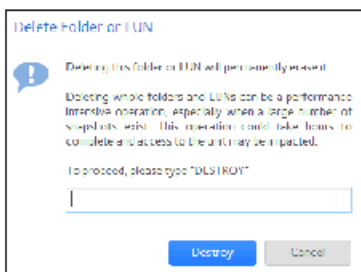 Delete Folder or LUN
Deleting this folder or LUN will permanently erase it
Deleting whole folders and LUNs can be a performance
intensive operation, especially when a large number of
snapshots exist. This operation could take hours to
complete and access to the unit may be impacted.
To proceed, please type "DESTROY"
Destroy
Cancel